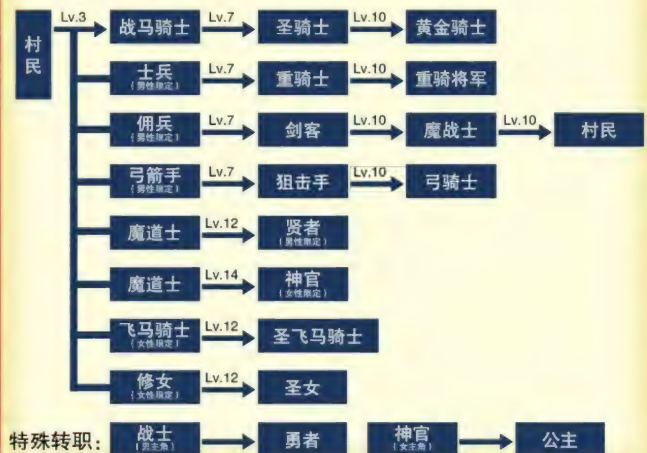 村民
Lv.3 战马骑士 Lv.7 圣骑士 Lv.10 黄金骑士
士兵 Lv.7 重骑士 Lv.10 重骑将军
(男性限定)
佣兵 Lv.7 剑客 Lv.10 魔战士 Lv.10 村民
(男性限定)
弓箭手 Lv.7 狙击手 Lv.10 弓骑士
(男性限定)
魔道士 Lv.12 贤者
(男性限定)
魔道士 Lv.14 神官
(女性限定)
飞马骑士 Lv.12 圣飞马骑士
(女性限定)
修女 Lv.12 圣女
(女性限定)
特殊转职: 战士 勇者 神官 公主
(男主角) (女主角)